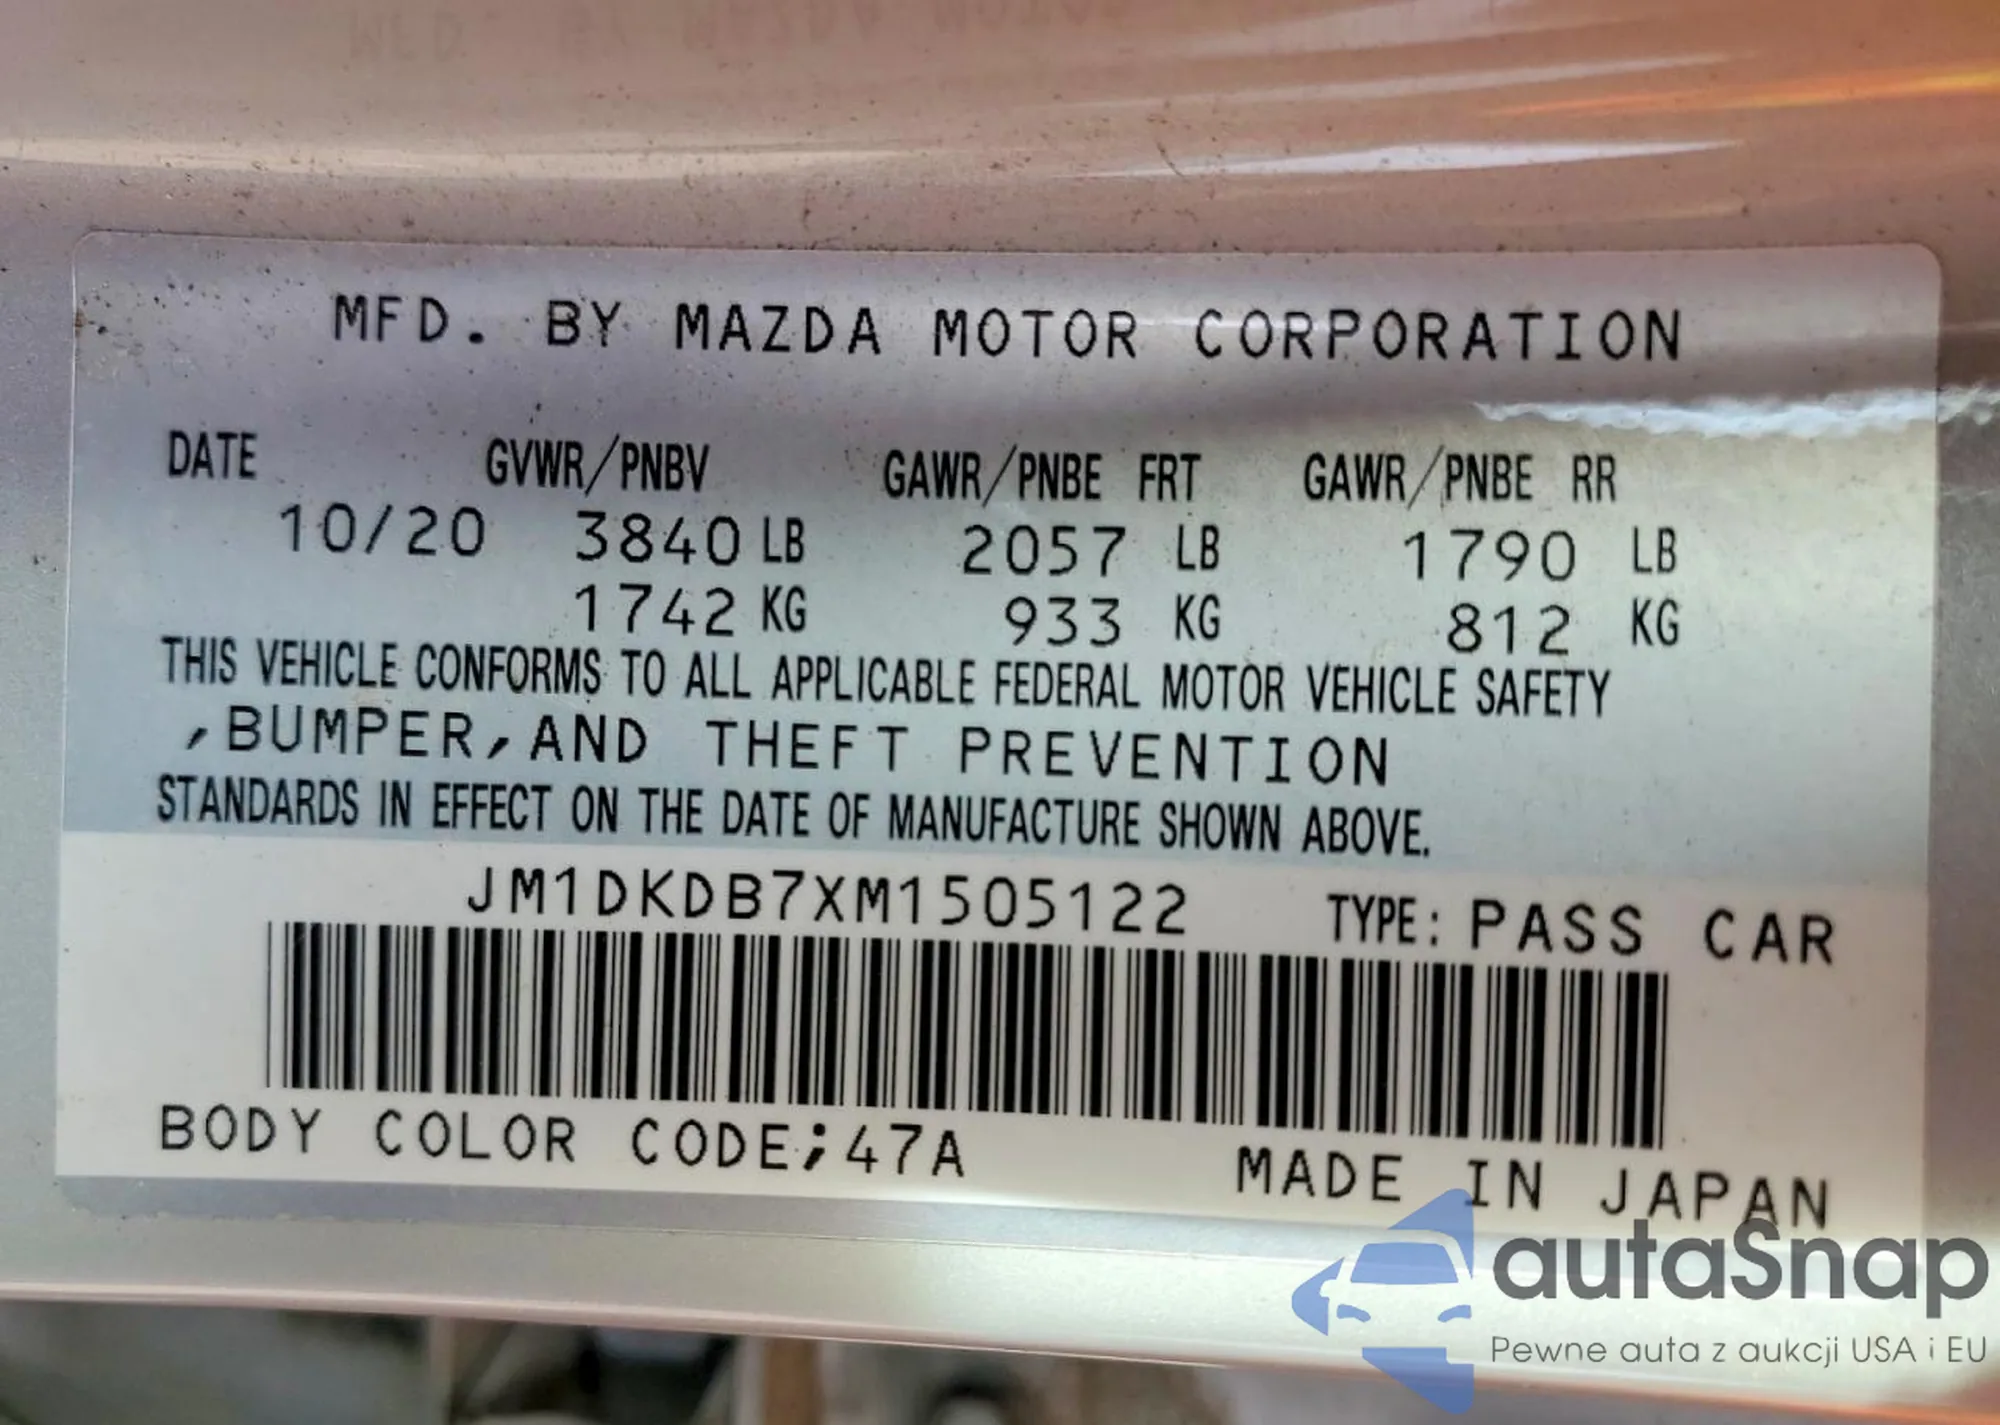 MFD. BY MAZDA MOTOR CORPORATION
DATE GVWR/PNBV GAWR/PNBE FRT GAWR/PNBE RR
10/20 3840 LB 2057 LB 1790 LB
1742 KG 933 KG 812 KG
THIS VEHICLE CONFORMS TO ALL APPLICABLE FEDERAL MOTOR VEHICLE SAFETY
,BUMPER,AND THEFT PREVENTION
STANDARDS IN EFFECT ON THE DATE OF MANUFACTURE SHOWN ABOVE.
JM1DKDB7XM1505122 TYPE: PASS CAR
BODY COLOR CODE;47A
MADE IN JAPAN
autaSnap
Pewne auta z aukcji USA i EU